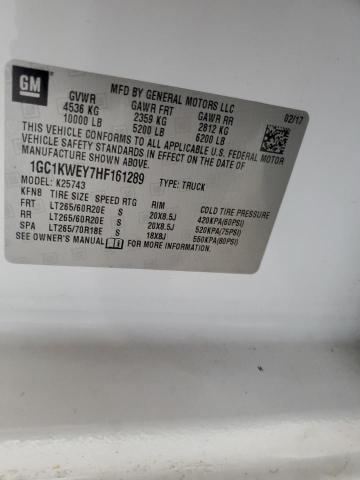 GM
MFD BY GENERAL MOTORS LLC
02/17
GVWR GAWR FRT GAWR RR
4536 KG 2359 KG 2812 KG
10000 LB 5200 LB 6200 LB
THIS VEHICLE CONFORMS TO ALL APPLICABLE U.S. FEDERAL MOTOR
VEHICLE SAFETY STANDARDS IN EFFECT ON THE DATE OF
MANUFACTURE SHOWN ABOVE.
1GC1KWEY7HF161289
MODEL: K25743 TYPE: TRUCK
KFN8 TIRE SIZE SPEED RTG RIM COLD TIRE PRESSURE
FRT LT265/60R20E S 20X8.5J 420KPA(60PSI)
RR LT265/60R20E S 20X8.5J 520KPA(75PSI)
SPA LT265/70R18E S 18X8J 550KPA(80PSI)
SEE OWNER'S MANUAL FOR MORE INFORMATION